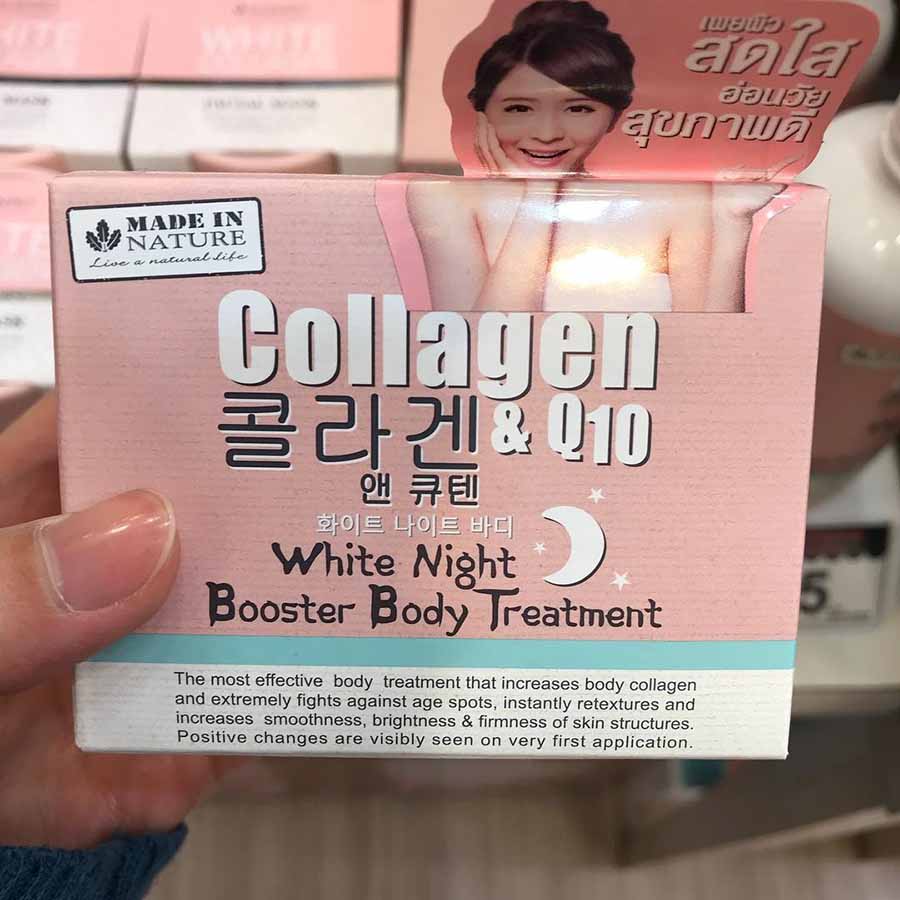 WHITE
WHITE
เผยผิว
สดใส
อ่อนวัย
สุขภาพดี
MADE IN
NATURE
Live a natural life
Collagen
콜라겐 & Q10
앤 큐텐
화이트 나이트 바디
White Night
Booster Body Treatment
The most effective body treatment that increases body collagen
and extremely fights against age spots, instantly retextures and
increases smoothness, brightness & firmness of skin structures.
Positive changes are visibly seen on very first application.
5